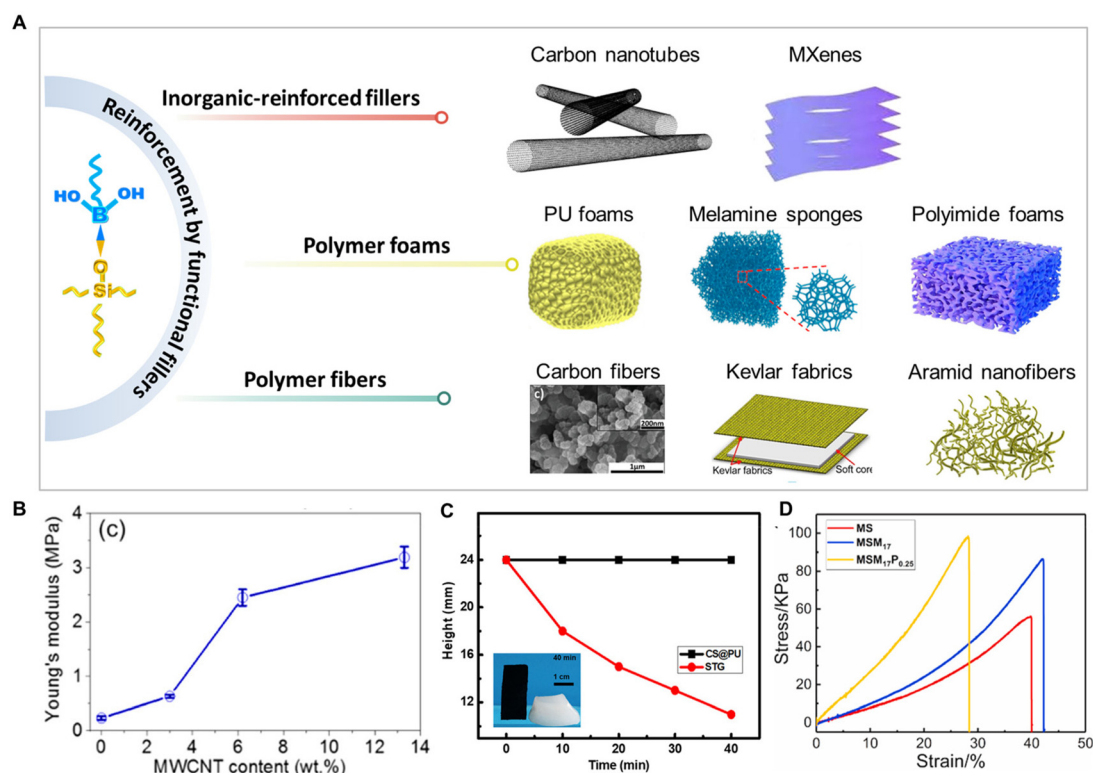 A
Reinforcement by functional fillers
HO
OH
B
O
Si
Inorganic-reinforced fillers
Carbon nanotubes
MXenes
Polymer foams
PU foams
Melamine sponges
Polyimide foams
Polymer fibers
Carbon fibers
Kevlar fabrics
Aramid nanofibers
c)
200nm
1μm
Kevlar fabrics
Soft core
B
(c)
Young's modulus (MPa)
4
3
2
1
0
0 2 4 6 8 10 12 14
MWCNT content (wt.%)
C
Height (mm)
24
20
16
12
CS@PU
STG
40 min
1 cm
0 10 20 30 40
Time (min)
D
MS
MSM17
MSM17P0.25
Stress/KPa
100
80
60
40
20
0
0 10 20 30 40 50
Strain/%